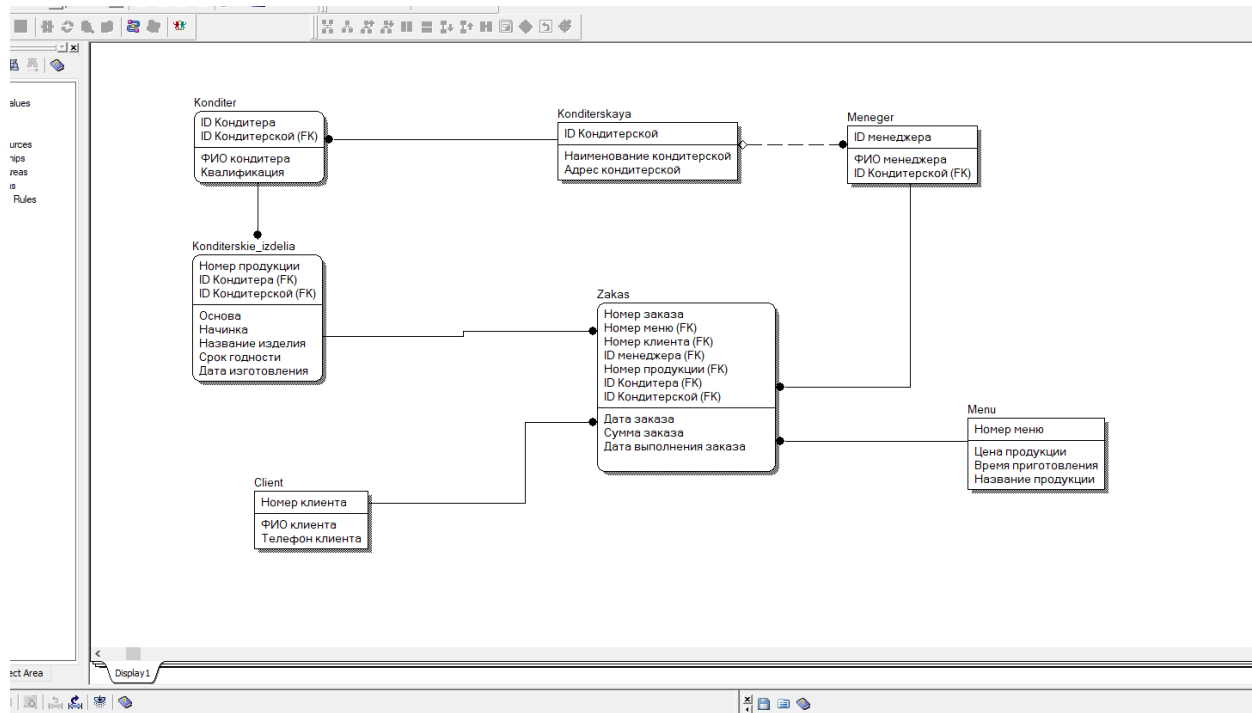 alues
ources
hips
reas
ns
Rules
Konditer
ID Кондитера
ID Кондитерской (FK)
ФИО кондитера
Квалификация
Konditerskaya
ID Кондитерской
Наименование кондитерской
Адрес кондитерской
Meneger
ID менеджера
ФИО менеджера
ID Кондитерской (FK)
Konditerskie_izdelia
Номер продукции
ID Кондитера (FK)
ID Кондитерской (FK)
Основа
Начинка
Название изделия
Срок годности
Дата изготовления
Zakas
Номер заказа
Номер меню (FK)
Номер клиента (FK)
ID менеджера (FK)
Номер продукции (FK)
ID Кондитера (FK)
ID Кондитерской (FK)
Дата заказа
Сумма заказа
Дата выполнения заказа
Menu
Номер меню
Цена продукции
Время приготовления
Название продукции
Client
Номер клиента
ФИО клиента
Телефон клиента
ect Area
Display1